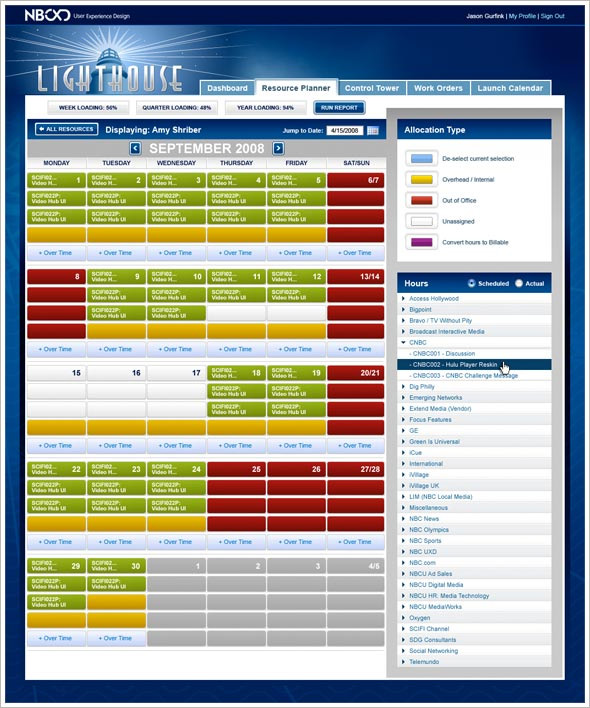 NBCUXD User Experience Design
Jason Gurfink | My Profile | Sign Out
LIGHTHOUSE
Dashboard Resource Planner Control Tower Work Orders Launch Calendar
WEEK LOADING: 56% QUARTER LOADING: 48% YEAR LOADING: 94% RUN REPORT
ALL RESOURCES Displaying: Amy Shriber Jump to Date: 4/15/2008
SEPTEMBER 2008
MONDAY TUESDAY WEDNESDAY THURSDAY FRIDAY SAT/SUN
SCIFI02... Video H... 1 SCIFI02... Video H... 2 SCIFI02... Video H... 3 SCIFI02... Video H... 4 SCIFI02... Video H... 5 6/7
SCIFI022P: Video Hub UI SCIFI022P: Video Hub UI SCIFI022P: Video Hub UI SCIFI022P: Video Hub UI SCIFI022P: Video Hub UI
SCIFI022P: Video Hub UI SCIFI022P: Video Hub UI SCIFI022P: Video Hub UI SCIFI022P: Video Hub UI SCIFI022P: Video Hub UI
+ Over Time + Over Time + Over Time + Over Time + Over Time + Over Time
8 SCIFI02... Video H... 9 SCIFI02... Video H... 10 SCIFI02... Video H... 11 SCIFI02... Video H... 12 13/14
SCIFI022P: Video Hub UI SCIFI022P: Video Hub UI SCIFI022P: Video Hub UI SCIFI022P: Video Hub UI
SCIFI022P: Video Hub UI SCIFI022P: Video Hub UI
+ Over Time + Over Time + Over Time + Over Time + Over Time + Over Time
15 16 17 SCIFI02... Video H... 18 SCIFI02... Video H... 19 20/21
SCIFI022P: Video Hub UI SCIFI022P: Video Hub UI
SCIFI022P: Video Hub UI SCIFI022P: Video Hub UI
+ Over Time + Over Time + Over Time + Over Time + Over Time + Over Time
SCIFI02... Video H... 22 SCIFI02... Video H... 23 SCIFI02... Video H... 24 25 26 27/28
SCIFI022P: Video Hub UI SCIFI022P: Video Hub UI SCIFI022P: Video Hub UI
SCIFI022P: Video Hub UI SCIFI022P: Video Hub UI SCIFI022P: Video Hub UI
+ Over Time + Over Time + Over Time + Over Time + Over Time + Over Time
SCIFI02... Video H... 29 SCIFI02... Video H... 30 1 2 3 4/5
SCIFI022P: Video Hub UI SCIFI022P: Video Hub UI
SCIFI022P: Video Hub UI
+ Over Time + Over Time
Allocation Type
De-select current selection
Overhead / Internal
Out of Office
Unassigned
Convert hours to Billable
Hours Scheduled Actual
Access Hollywood
Bigpoint
Bravo / TV Without Pity
Broadcast Interactive Media
CNBC
- CNBC001 - Discussion
- CNBC002 - Hulu Player Reskin
- CNBC003 - CNBC Challenge Message
Dig Philly
Emerging Networks
Extend Media (Vendor)
Focus Features
GE
Green Is Universal
iCue
International
iVillage
iVillage UK
LIM (NBC Local Media)
Miscellaneous
NBC News
NBC Olympics
NBC Sports
NBC UXD
NBC.com
NBCU Ad Sales
NBCU Digital Media
NBCU HR. Media Technology
NBCU MediaWorks
Oxygen
SCIFI Channel
SDG Consultants
Social Networking
Telemundo